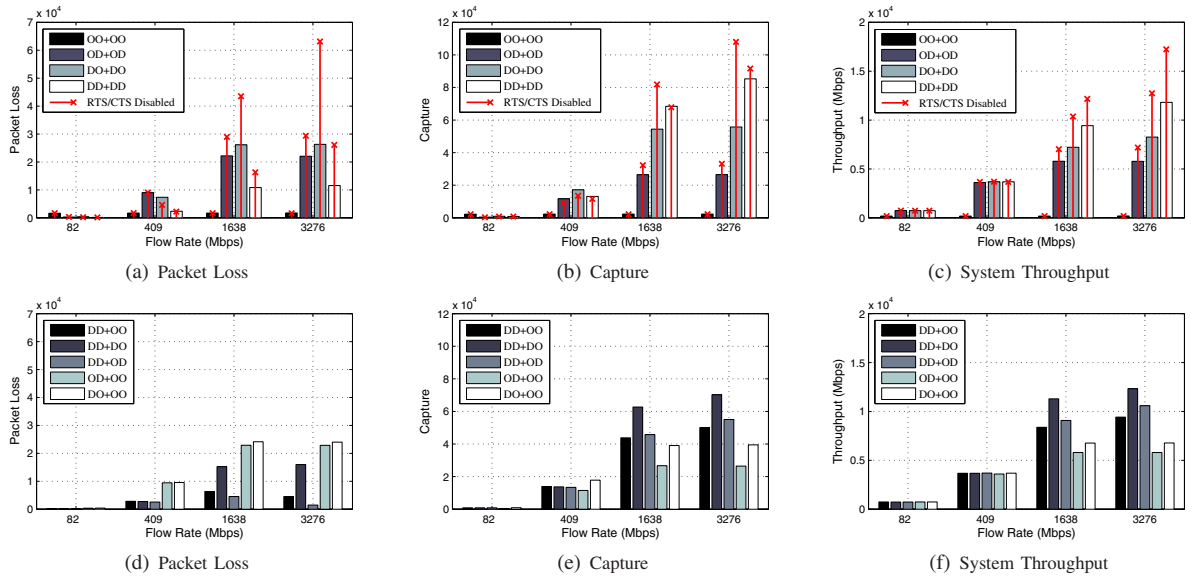 x 10^4
7
6
5
4
3
2
1
0
Packet Loss
OO+OO
OD+OD
DO+DO
DD+DD
RTS/CTS Disabled
82
409
1638
3276
Flow Rate (Mbps)
(a) Packet Loss
x 10^4
12
10
8
6
4
2
0
Capture
OO+OO
OD+OD
DO+DO
DD+DD
RTS/CTS Disabled
82
409
1638
3276
Flow Rate (Mbps)
(b) Capture
x 10^4
2
1.5
1
0.5
0
Throughput (Mbps)
OO+OO
OD+OD
DO+DO
DD+DD
RTS/CTS Disabled
82
409
1638
3276
Flow Rate (Mbps)
(c) System Throughput
x 10^4
7
6
5
4
3
2
1
0
Packet Loss
DD+OO
DD+DO
DD+OD
OD+OO
DO+OO
82
409
1638
3276
Flow Rate (Mbps)
(d) Packet Loss
x 10^4
12
10
8
6
4
2
0
Capture
DD+OO
DD+DO
DD+OD
OD+OO
DO+OO
82
409
1638
3276
Flow Rate (Mbps)
(e) Capture
x 10^4
2
1.5
1
0.5
0
Throughput (Mbps)
DD+OO
DD+DO
DD+OD
OD+OO
DO+OO
82
409
1638
3276
Flow Rate (Mbps)
(f) System Throughput